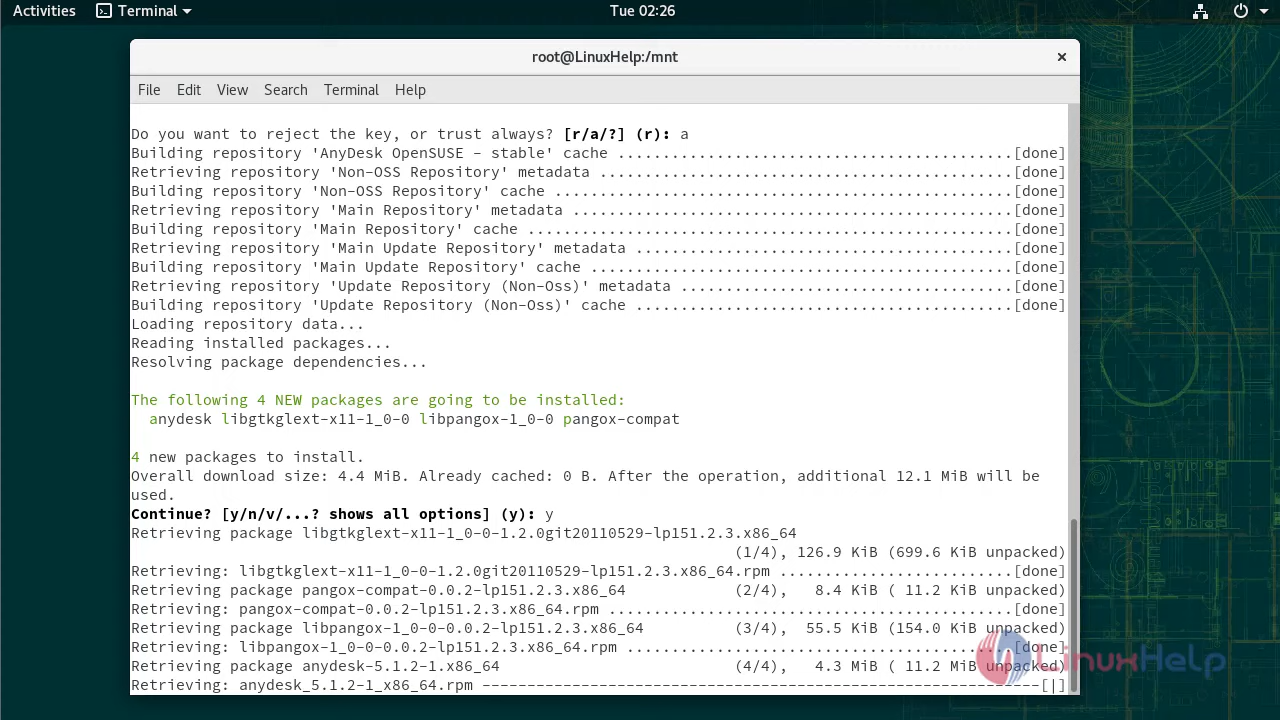 Activities Terminal Tue 02:26
root@LinuxHelp:/mnt ×
File Edit View Search Terminal Help
Do you want to reject the key, or trust always? [r/a/?] (r): a
Building repository 'AnyDesk OpenSUSE - stable' cache ............................................[done]
Retrieving repository 'Non-OSS Repository' metadata ..............................................[done]
Building repository 'Non-OSS Repository' cache ...................................................[done]
Retrieving repository 'Main Repository' metadata .................................................[done]
Building repository 'Main Repository' cache ......................................................[done]
Retrieving repository 'Main Update Repository' metadata ..........................................[done]
Building repository 'Main Update Repository' cache ...............................................[done]
Retrieving repository 'Update Repository (Non-Oss)' metadata .....................................[done]
Building repository 'Update Repository (Non-Oss)' cache ..........................................[done]
Loading repository data...
Reading installed packages...
Resolving package dependencies...
The following 4 NEW packages are going to be installed:
anydesk libgtkglext-x11-1_0-0 libpangox-1_0-0 pangox-compat
4 new packages to install.
Overall download size: 4.4 MiB. Already cached: 0 B. After the operation, additional 12.1 MiB will be
used.
Continue? [y/n/v/...? shows all options] (y): y
Retrieving package libgtkglext-x11-1_0-0-1.2.0git20110529-lp151.2.3.x86_64
(1/4), 126.9 KiB (699.6 KiB unpacked)
Retrieving: libgtkglext-x11-1_0-0-1.2.0git20110529-lp151.2.3.x86_64.rpm ..........................[done]
Retrieving package pangox-compat-0.0.2-lp151.2.3.x86_64 (2/4), 8.4 KiB ( 11.2 KiB unpacked)
Retrieving: pangox-compat-0.0.2-lp151.2.3.x86_64.rpm .............................................[done]
Retrieving package libpangox-1_0-0-0.0.2-lp151.2.3.x86_64 (3/4), 55.5 KiB (154.0 KiB unpacked)
Retrieving: libpangox-1_0-0-0.0.2-lp151.2.3.x86_64.rpm ...........................................[done]
Retrieving package anydesk-5.1.2-1.x86_64 (4/4), 4.3 MiB ( 11.2 MiB unpacked)
Retrieving: anydesk_5.1.2-1_x86_64.rpm --------------------------------------------------------------[|]
LinuxHelp